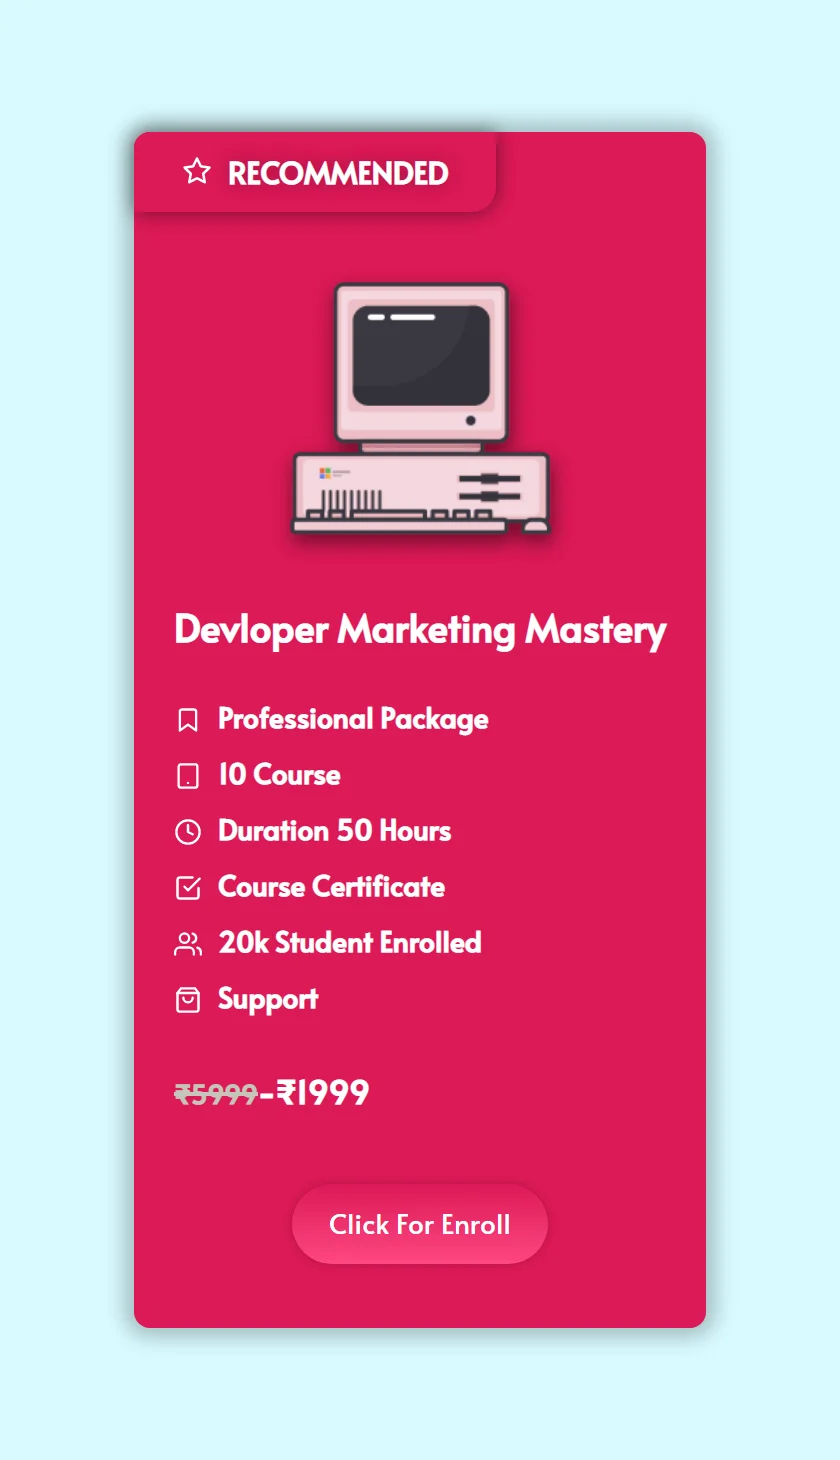 RECOMMENDED
Devloper Marketing Mastery
Professional Package
10 Course
Duration 50 Hours
Course Certificate
20k Student Enrolled
Support
₹5999-₹1999
Click For Enroll